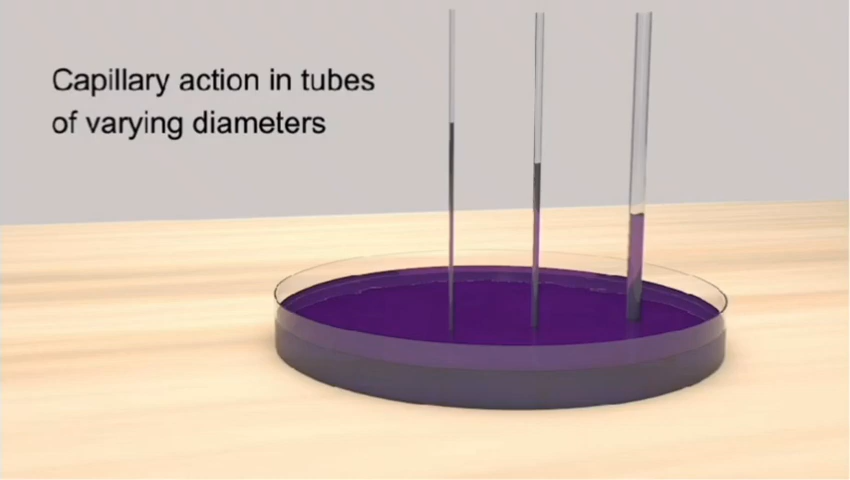 Capillary action in tubes
of varying diameters